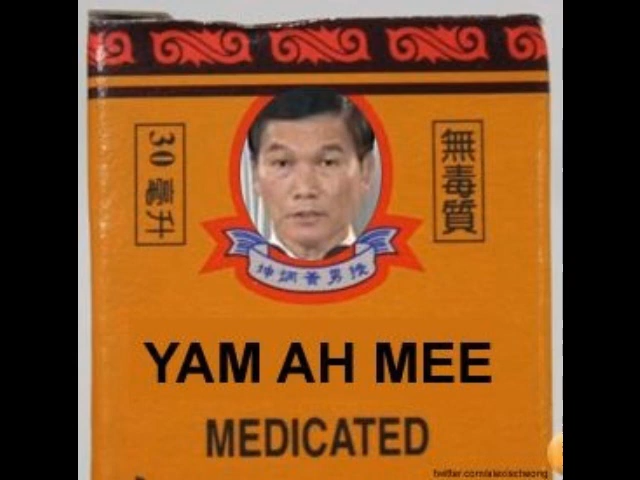 30 毫升
無毒質
YAM AH MEE
MEDICATED
twitter.com/alexischeong